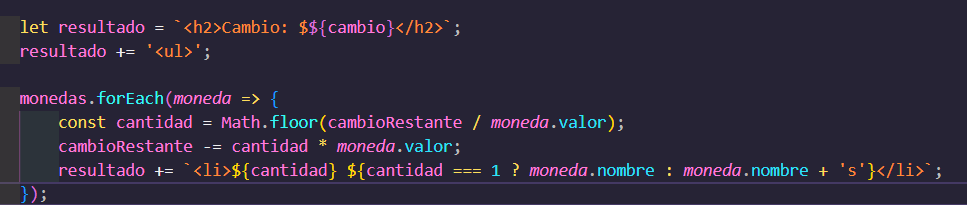 let resultado = `<h2>Cambio: $${cambio}</h2>`;
resultado += '<ul>';
monedas.forEach(moneda => {
const cantidad = Math.floor(cambioRestante / moneda.valor);
cambioRestante -= cantidad * moneda.valor;
resultado += `<li>${cantidad} ${cantidad === 1 ? moneda.nombre : moneda.nombre + 's'}</li>`;
});